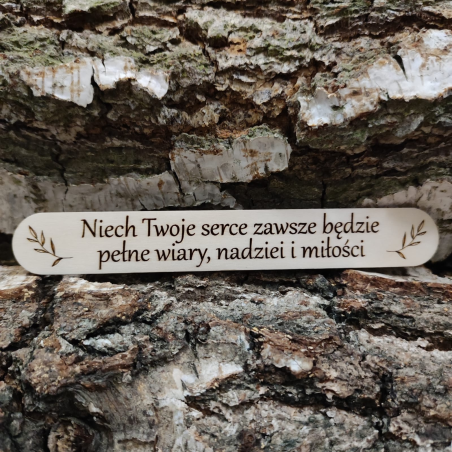 Niech Twoje serce zawsze będzie
pełne wiary, nadziei i miłości